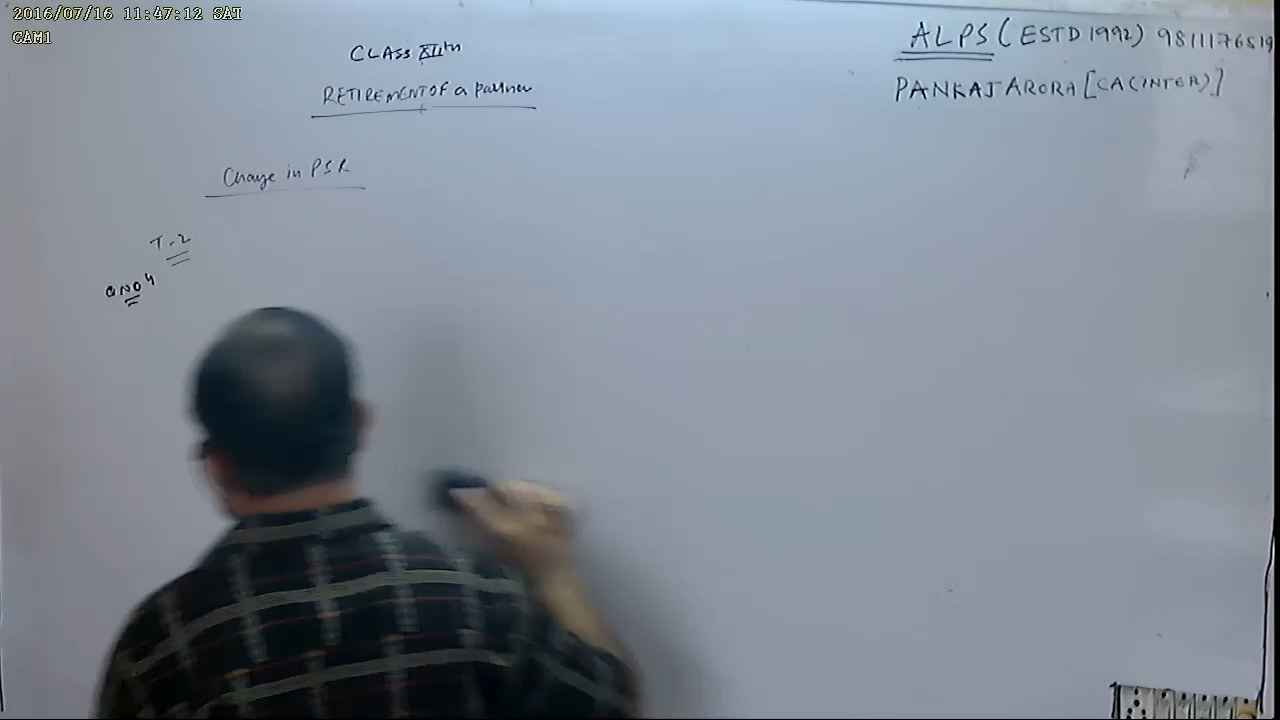 2016/07/16 11:47:12 SAT
CAM1
CLASS XIIth
RETIREMENT OF a partner
Change in PSR
T-2
QNO 4
ALPS (ESTD 1992) 9811176519
PANKAJ ARORA [CA (INTER)]